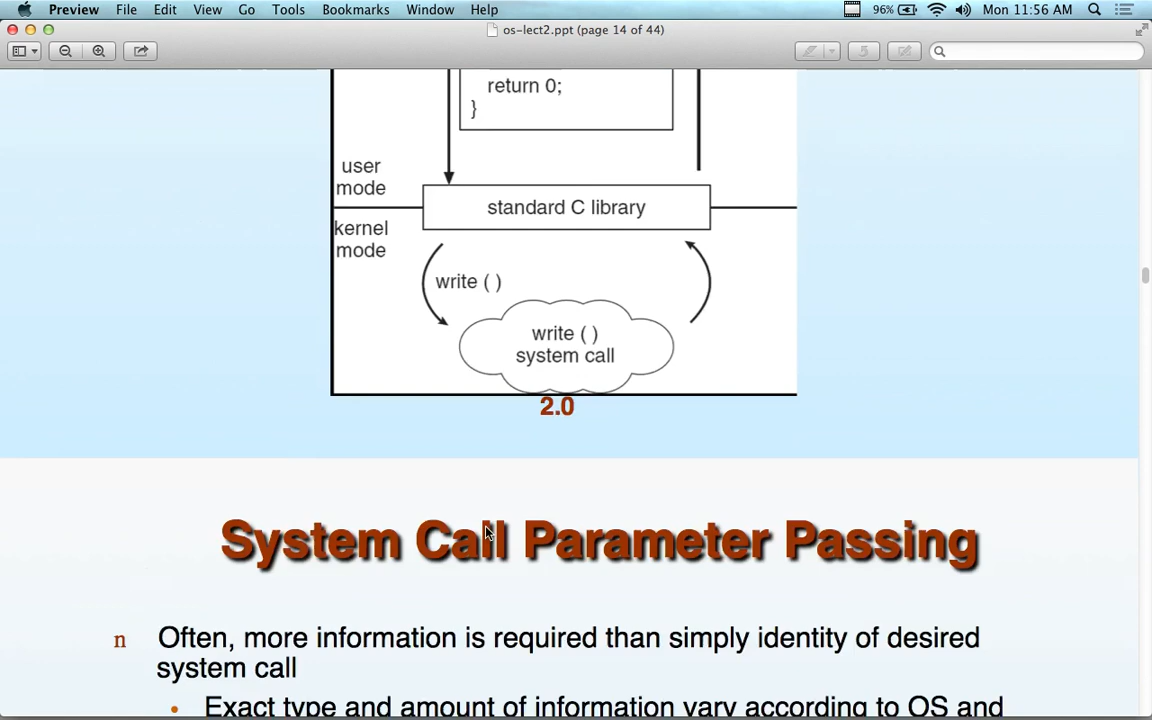 Preview File Edit View Go Tools Bookmarks Window Help 96% Mon 11:56 AM
os-lect2.ppt (page 14 of 44)
return 0;
}
user
mode
standard C library
kernel
mode
write ( )
write ( )
system call
2.0
System Call Parameter Passing
n Often, more information is required than simply identity of desired
system call
• Exact type and amount of information vary according to OS and